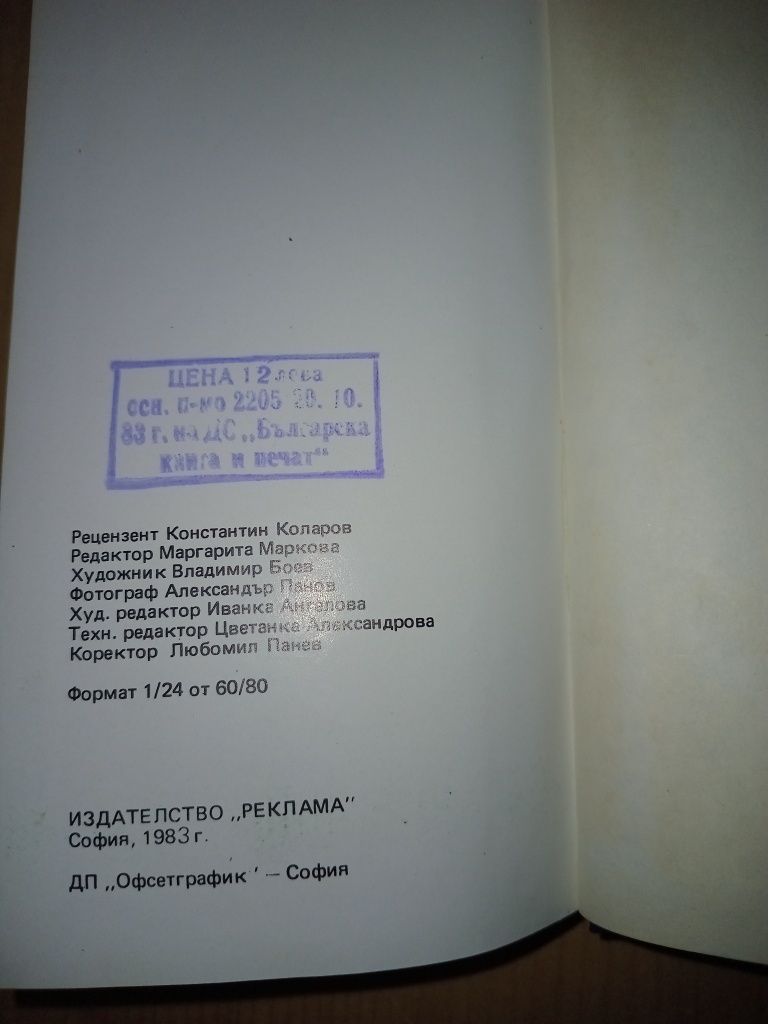 ЦЕНА 12 лева
осн. п-мо 2205 20. 10.
83 г. на ДС „Българска
книга и печат"
Рецензент Константин Коларов
Редактор Маргарита Маркова
Художник Владимир Боев
Фотограф Александър Панов
Худ. редактор Иванка Ангелова
Техн. редактор Цветанка Александрова
Коректор Любомил Панев
Формат 1/24 от 60/80
ИЗДАТЕЛСТВО „РЕКЛАМА"
София, 1983 г.
ДП „Офсетграфик' – София